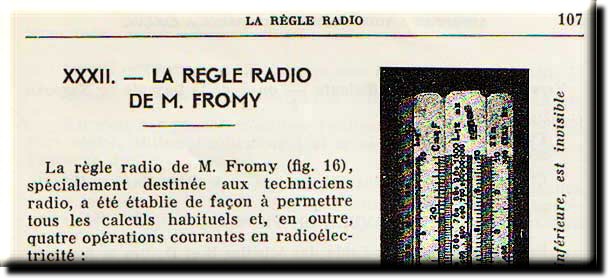 LA RÈGLE RADIO 107
XXXII. — LA REGLE RADIO
DE M. FROMY
La règle radio de M. Fromy (fig. 16),
spécialement destinée aux techniciens
radio, a été établie de façon à permettre
tous les calculs habituels et, en outre,
quatre opérations courantes en radioélec-
tricité :
nférieure, est invisible